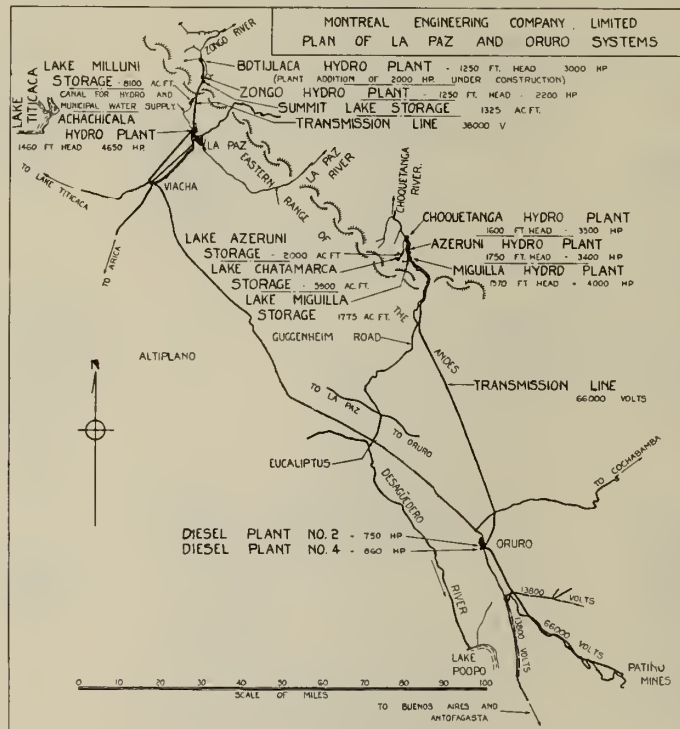 MONTREAL ENGINEERING COMPANY LIMITED
PLAN OF LA PAZ AND ORURO SYSTEMS
ZONGO RIVER
LAKE MILLUNI
STORAGE - 8100 AC.FT.
CANAL FOR HYDRO AND
MUNICIPAL WATER SUPPLY
LAKE
TITICACA
ACHACHICALA
HYDRO PLANT
1460 FT HEAD 4650 HP.
BOTIJLACA HYDRO PLANT - 1250 FT. HEAD 3000 HP
(PLANT ADDITION OF 2000 HP. UNDER CONSTRUCTION)
ZONGO HYDRO PLANT - 1250 FT. HEAD - 2200 HP
SUMMIT LAKE STORAGE 1325 AC FT.
TRANSMISSION LINE 38000 V
LA PAZ
LA PAZ
RIVER
EASTERN
RANGE OF
THE
ANDES
TO LAKE TITICACA
VIACHA
TO ARICA
CHOQUETANGA
RIVER.
CHOQUETANGA HYDRO PLANT
1600 FT HEAD - 3300 HP
AZERUNI HYDRO PLANT
1750 FT. HEAD - 3400 HP
MIGUILLA HYDRO PLANT
1370 FT HEAD - 4000 HP
LAKE AZERUNI
STORAGE - 2000 AC FT
LAKE CHATAMARCA
STORAGE - 3900 AC. FT.
LAKE MIGUILLA
STORAGE 1775 AC FT.
GUGGENHEIM ROAD
ALTIPLANO
N
TRANSMISSION LINE
66000 VOLTS
TO
LA PAZ
TO ORURO
EUCALIPTUS
DESAGÜEDERO
RIVER
TO COCHABAMBA
DIESEL PLANT NO. 2 - 750 HP
DIESEL PLANT NO. 4 - 860 HP
ORURO
13800 VOLTS
13800 VOLTS
66000 VOLTS
PATIÑO
MINES
LAKE
POOPO
0 10 20 30 40 50 60 70 80 90 100
SCALE OF MILES
TO BUENOS AIRES AND
ANTOFAGASTA